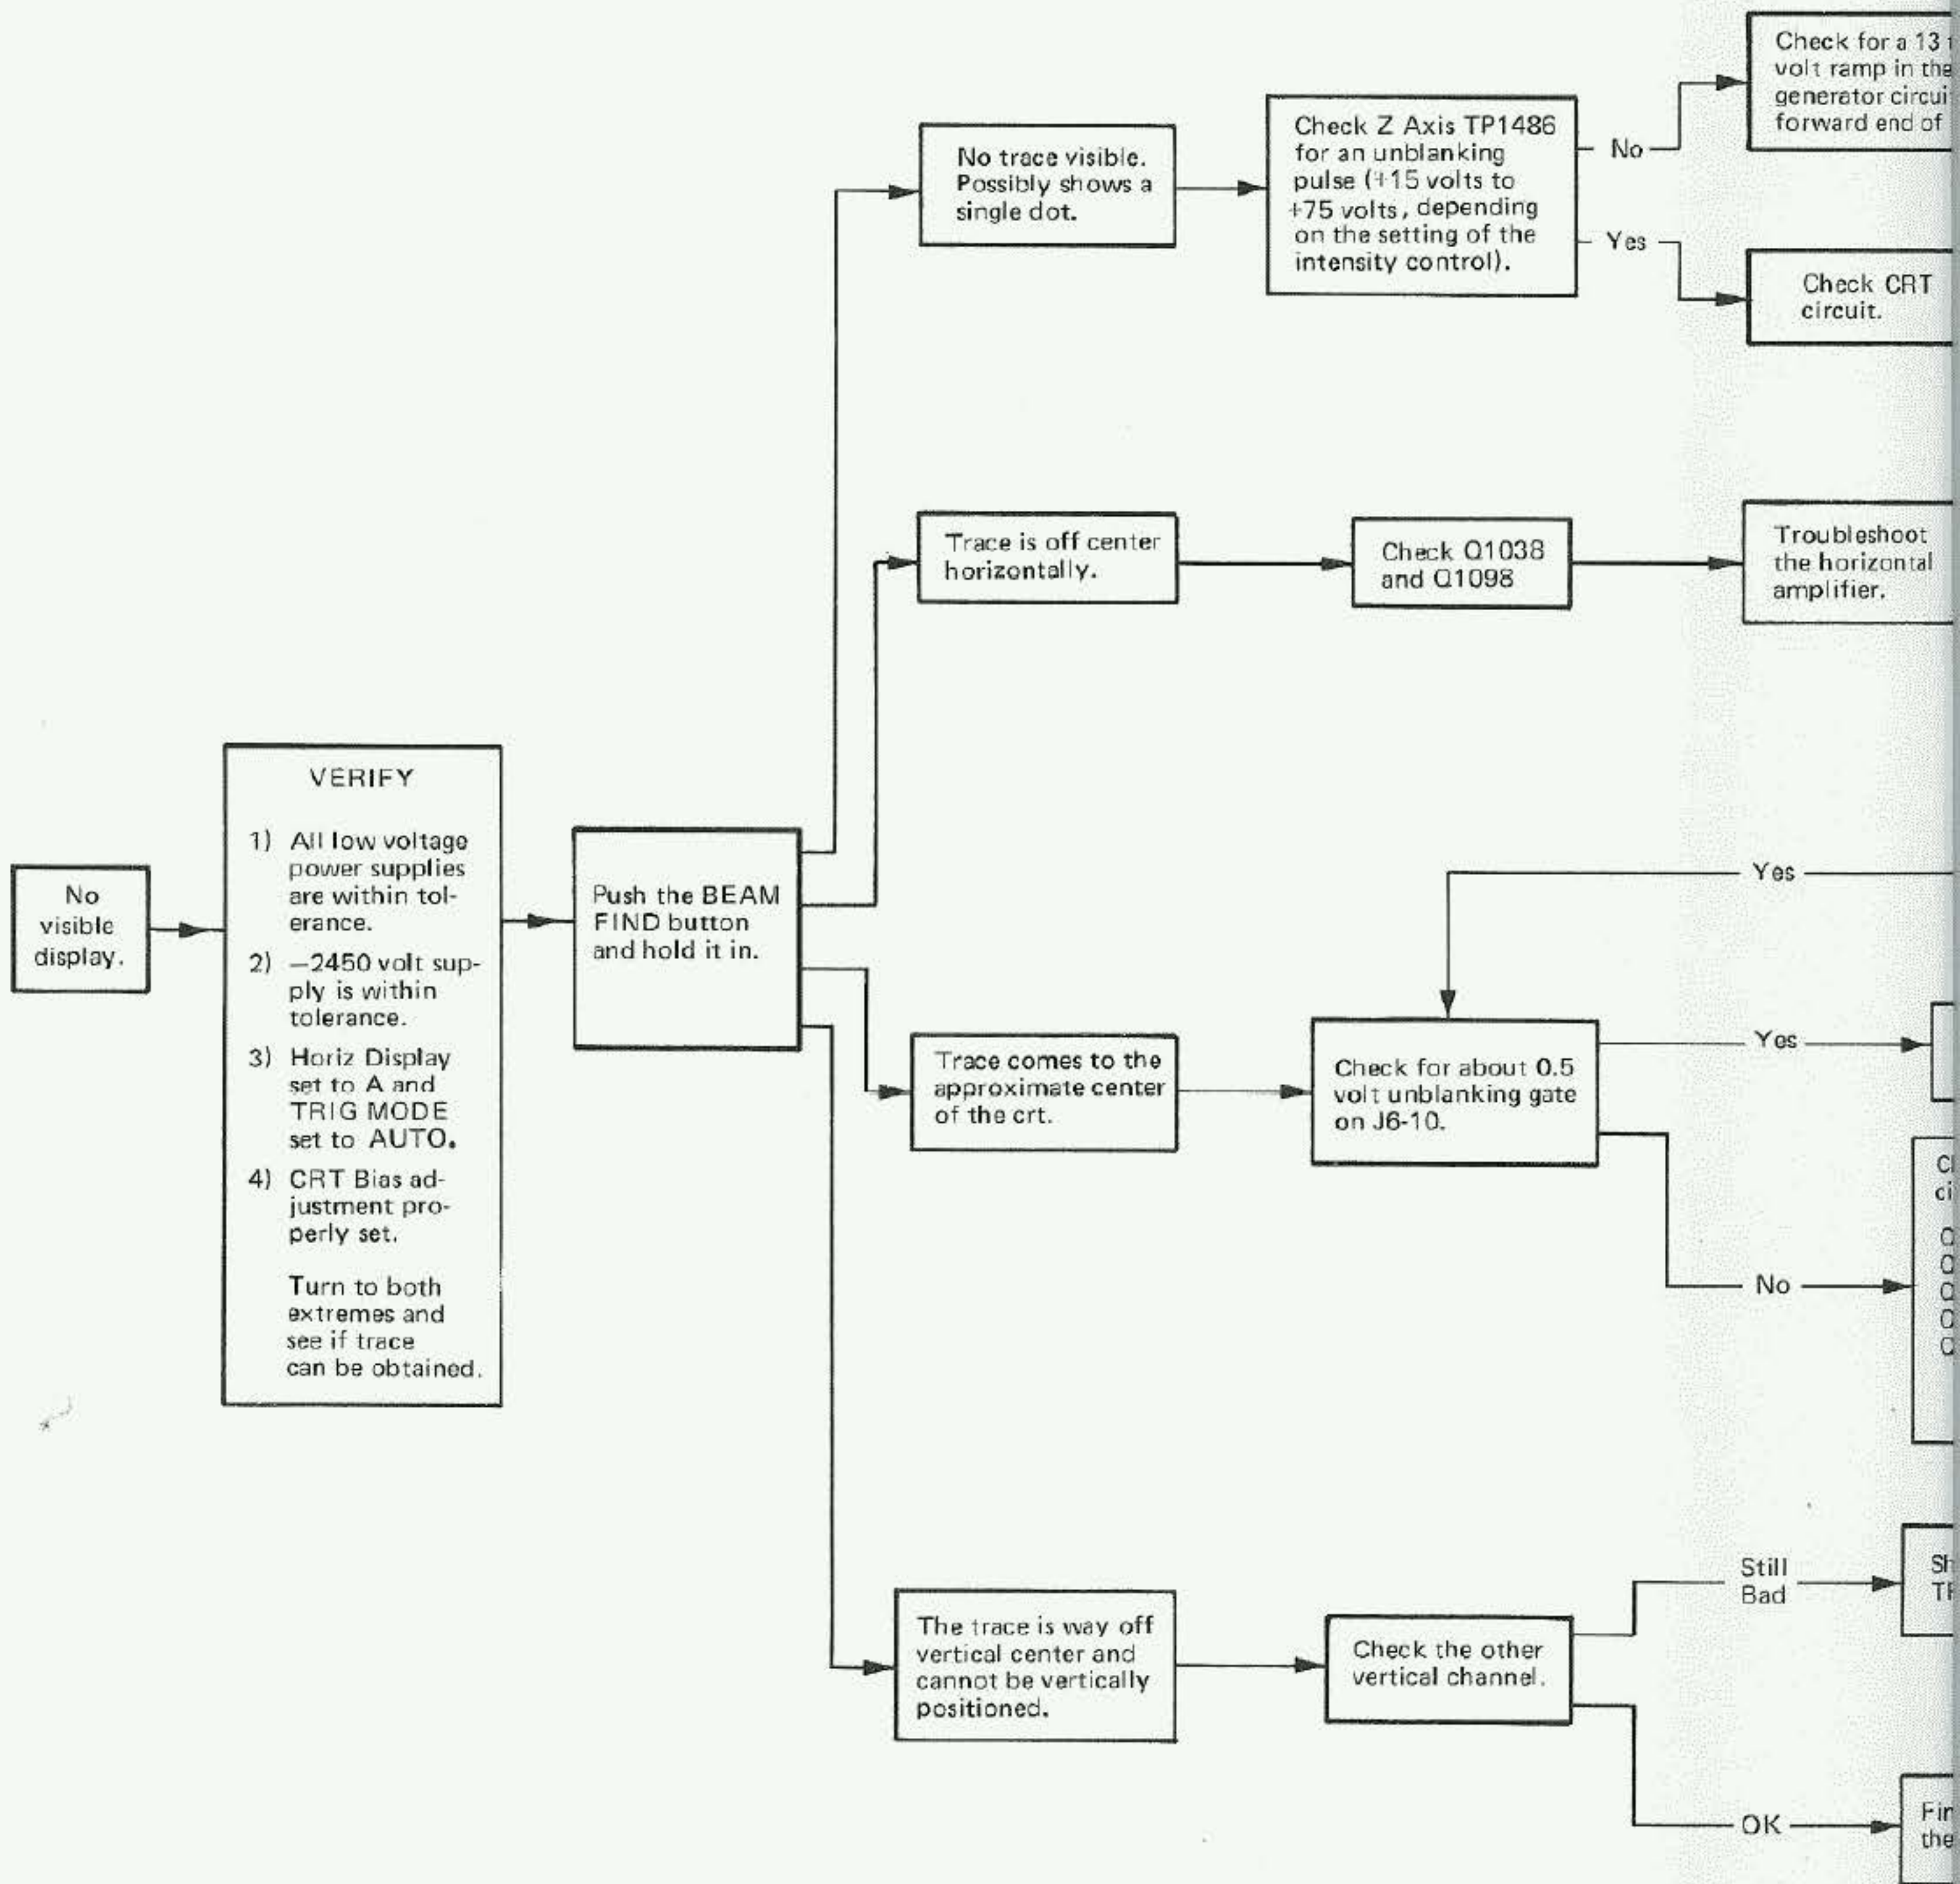 No
visible
display.
VERIFY
1) All low voltage
power supplies
are within tol-
erance.
2) —2450 volt sup-
ply is within
tolerance.
3) Horiz Display
set to A and
TRIG MODE
set to AUTO.
4) CRT Bias ad-
justment pro-
perly set.
Turn to both
extremes and
see if trace
can be obtained.
Push the BEAM
FIND button
and hold it in.
No trace visible.
Possibly shows a
single dot.
Check Z Axis TP1486
for an unblanking
pulse (+15 volts to
+75 volts, depending
on the setting of the
intensity control).
No
Check for a 13
volt ramp in the
generator
forward end of
Yes
Check CRT
circuit.
Trace is off center
horizontally.
Check Q1038
and Q1098
Troubleshoot
the horizontal
amplifier.
Yes
Trace comes to the
approximate center
of the crt.
Check for about 0.5
volt unblanking gate
on J6-10.
Yes
No
The trace is way off
vertical center and
cannot be vertically
positioned.
Check the other
vertical channel.
Still
Bad
OK
the